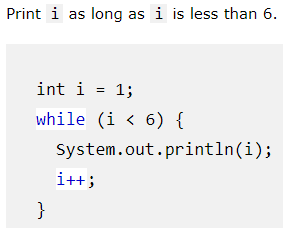 Print i as long as i is less than 6.
int i = 1;
while (i < 6) {
  System.out.println(i);
  i++;
}